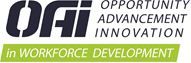 OAI
OPPORTUNITY
ADVANCEMENT
INNOVATION
in WORKFORCE DEVELOPMENT